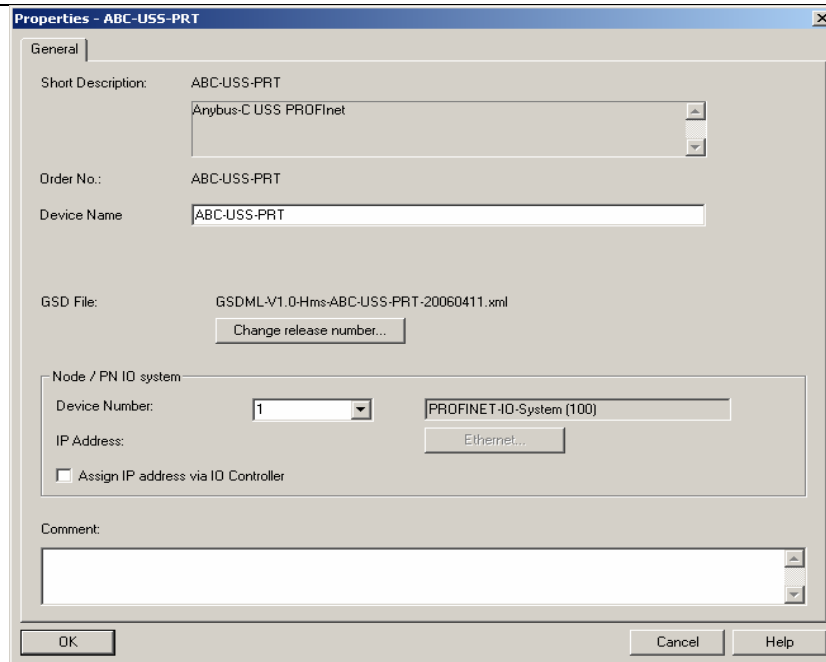 Properties - ABC-USS-PRT
General
Short Description: ABC-USS-PRT
Anybus-C USS PROFInet
Order No.: ABC-USS-PRT
Device Name ABC-USS-PRT
GSD File: GSDML-V1.0-Hms-ABC-USS-PRT-20060411.xml
Change release number...
Node / PN IO system
Device Number: 1 PROFINET-IO-System (100)
IP Address: Ethernet...
Assign IP address via IO Controller
Comment:
OK Cancel Help